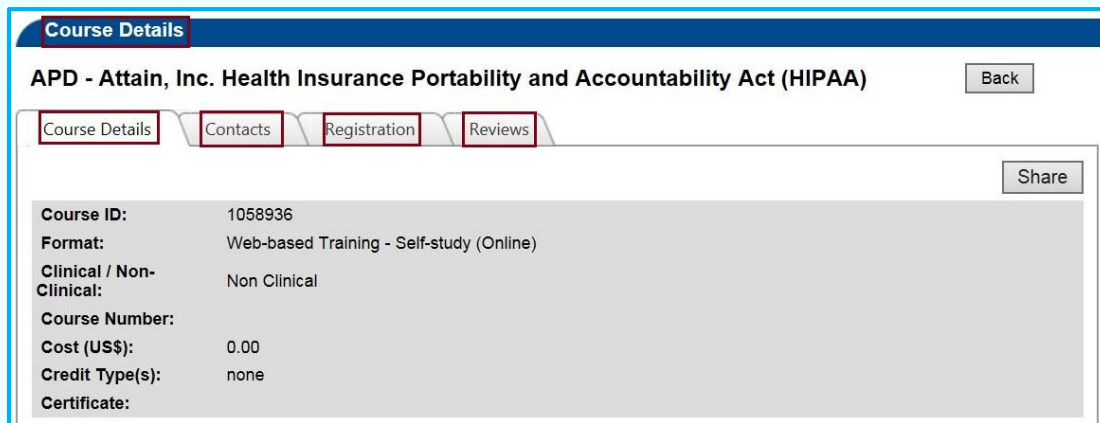 Course Details
APD - Attain, Inc. Health Insurance Portability and Accountability Act (HIPAA) Back
Course Details Contacts Registration Reviews
Share
Course ID: 1058936
Format: Web-based Training - Self-study (Online)
Clinical / Non-
Clinical: Non Clinical
Course Number:
Cost (US$): 0.00
Credit Type(s): none
Certificate: